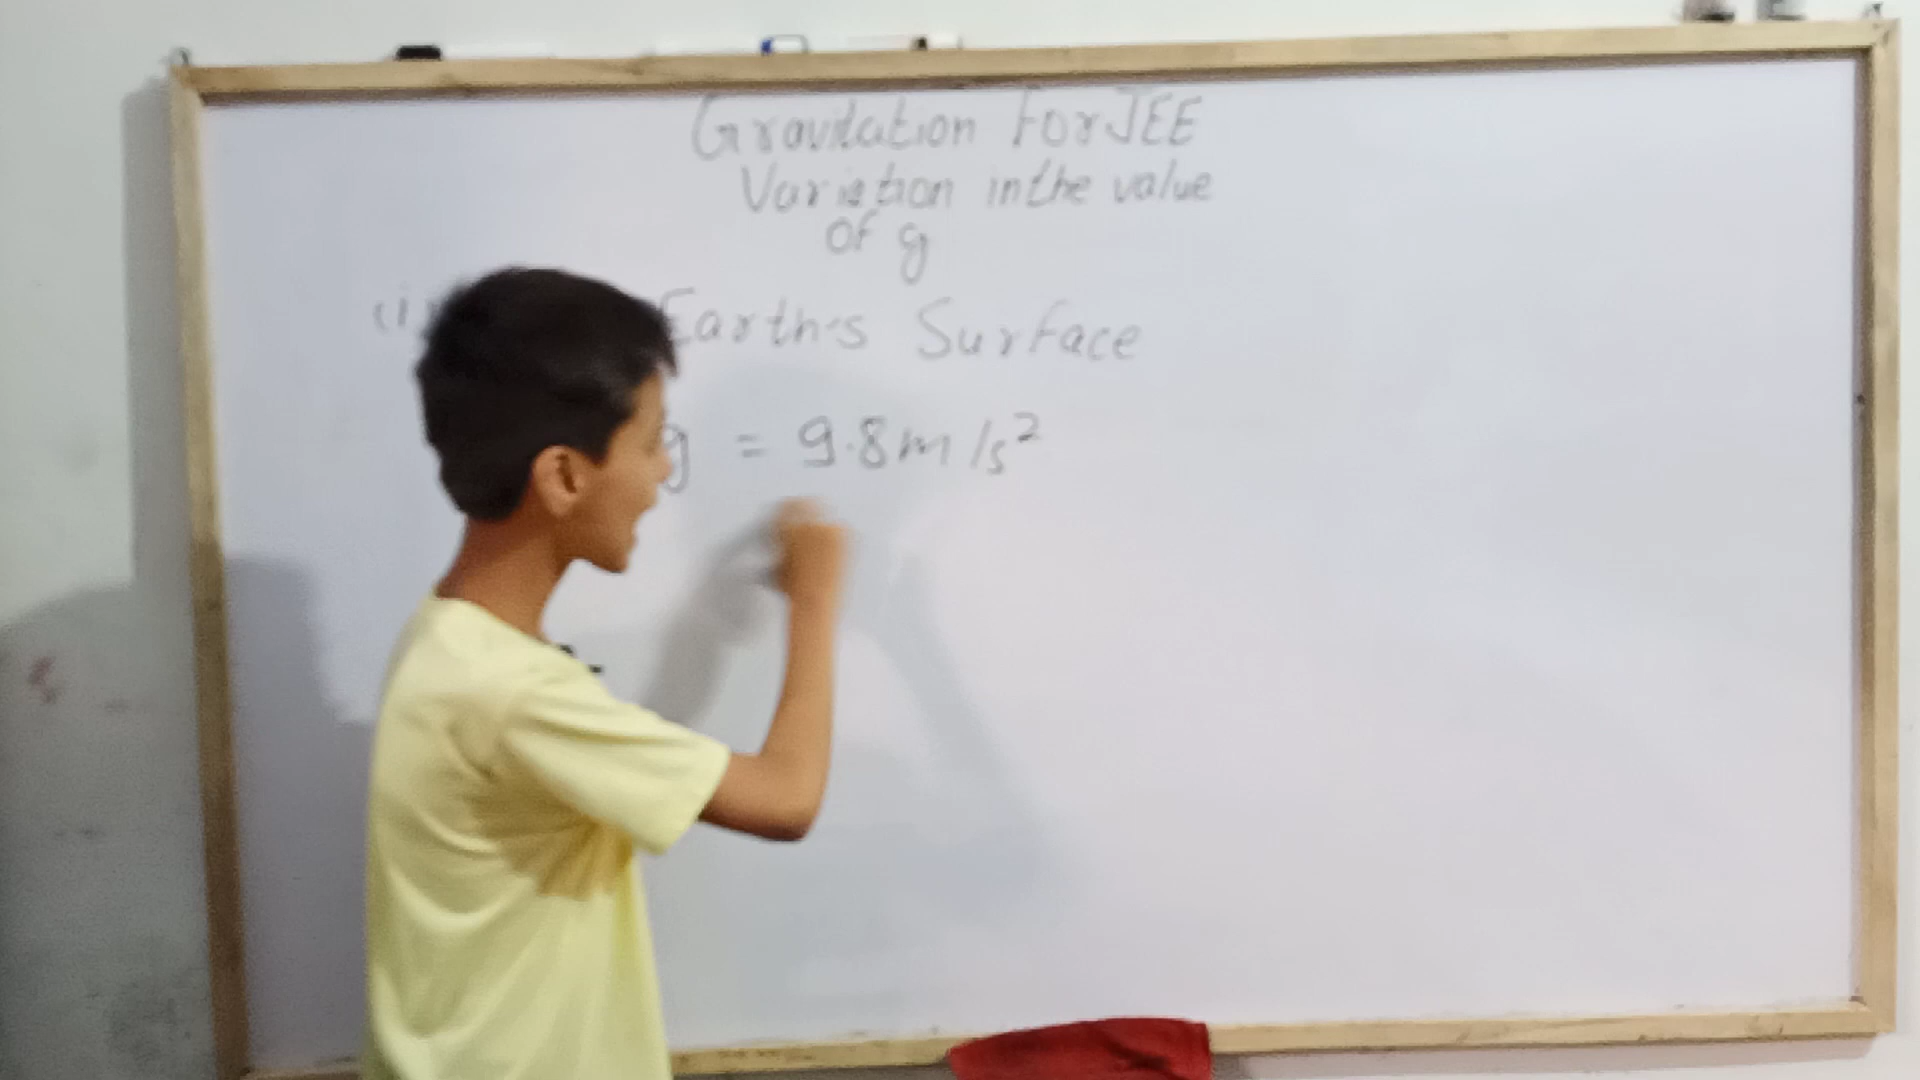 Gravitation For JEE
Variation in the value
of g
(i) Earth's Surface
g = 9.8 m/s²